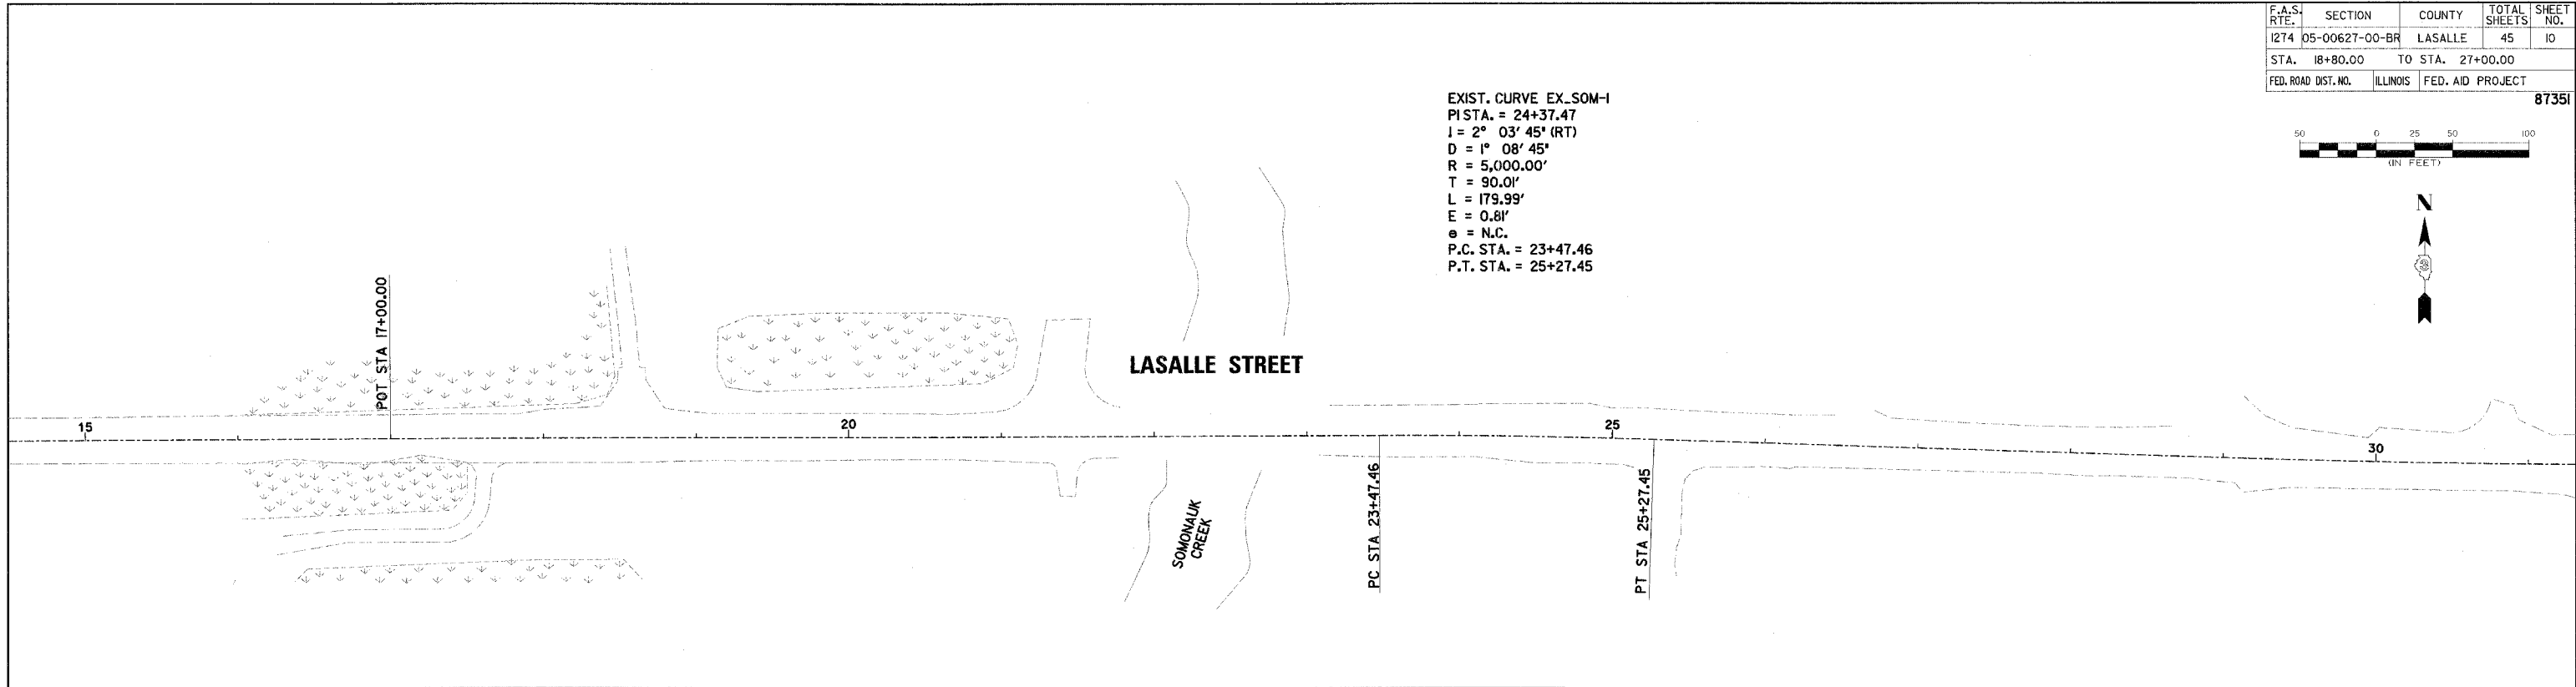 F.A.S. RTE. SECTION COUNTY TOTAL SHEETS SHEET NO.
1274 05-00627-00-BR LASALLE 45 10
STA. 18+80.00 TO STA. 27+00.00
FED. ROAD DIST. NO. ILLINOIS FED. AID PROJECT
87351
50 0 25 50 100
(IN FEET)
N
EXIST. CURVE EX_SOM-1
PI STA. = 24+37.47
I = 2° 03' 45" (RT)
D = 1° 08' 45"
R = 5,000.00'
T = 90.01'
L = 179.99'
E = 0.81'
e = N.C.
P.C. STA. = 23+47.46
P.T. STA. = 25+27.45
POT STA 17+00.00
LASALLE STREET
15 20 25 30
SOMONAUK
CREEK
PC STA 23+47.46
PT STA 25+27.45